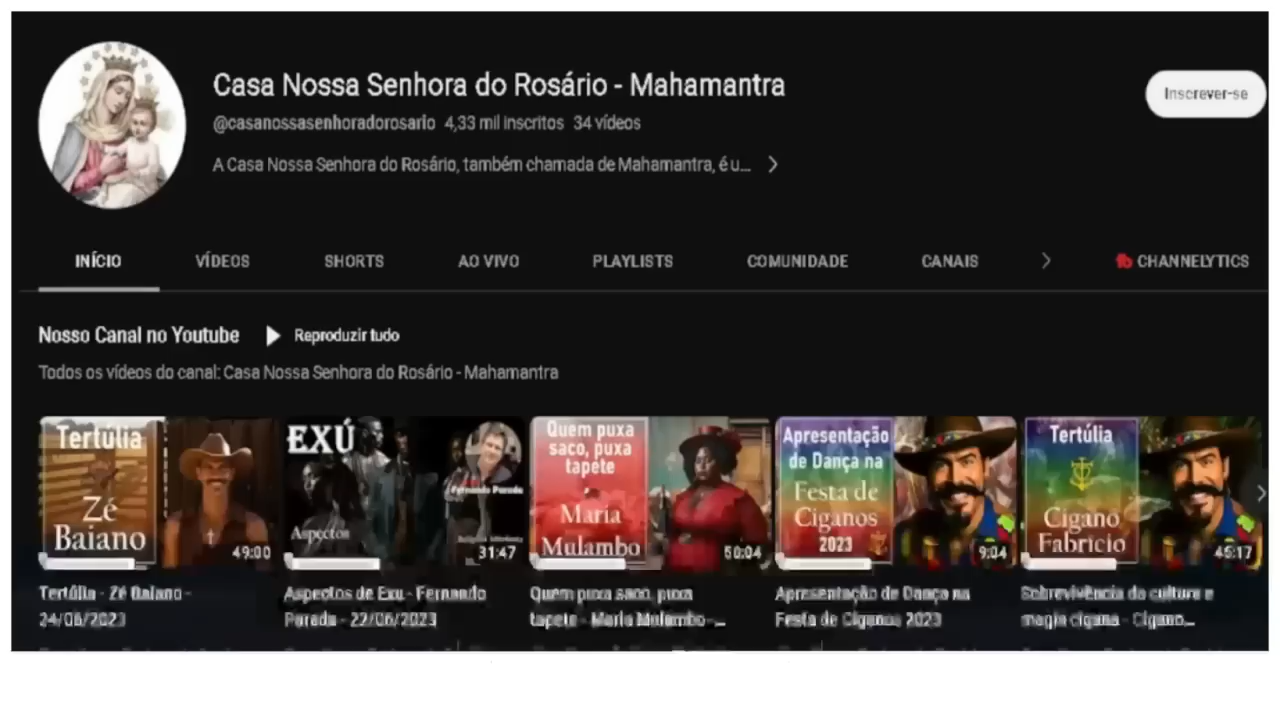 Casa Nossa Senhora do Rosário - Mahamantra
Inscrever-se
@casanossasenhoradorosario 4,33 mil inscritos 34 vídeos
A Casa Nossa Senhora do Rosário, também chamada de Mahamantra, é u...
INÍCIO VÍDEOS SHORTS AO VIVO PLAYLISTS COMUNIDADE CANAIS CHANNELYTICS
Nosso Canal no Youtube Reproduzir tudo
Todos os vídeos do canal: Casa Nossa Senhora do Rosário - Mahamantra
Tertúlia
Zé
Baiano
49:00
EXÚ
Fernando Parada
Aspectos
31:47
Quem puxa
saco, puxa
tapete
Maria
Mulambo
50:04
Apresentação
de Dança na
Festa de
Ciganos
2023
9:04
Tertúlia
Cigano
Fabrício
45:17
Tertúlia - Zé Baiano -
24/06/2023
Aspectos de Exu - Fernando
Parada - 22/06/2023
Quem puxa saco, puxa
tapete - Maria Mulambo -...
Apresentação de Dança na
Festa de Ciganos 2023
Sobrevivência da cultura e
magia cigana - Cigano...